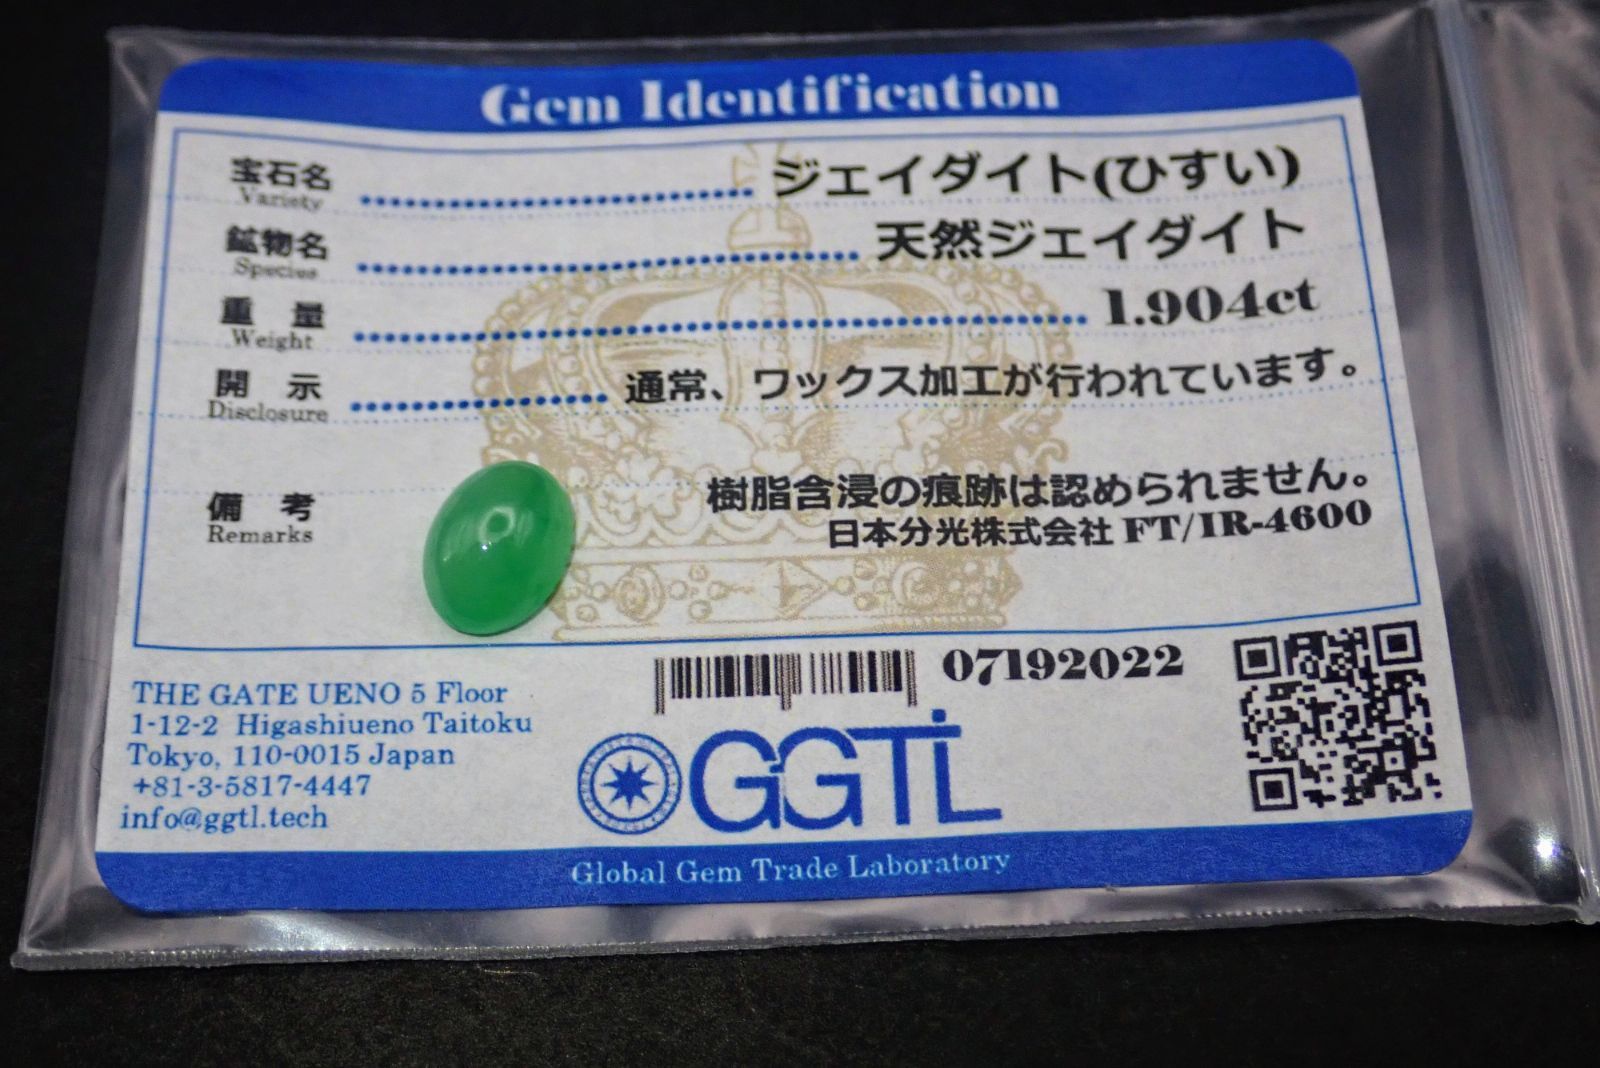 Gem Identification
宝石名 ジェイダイト(ひすい)
Variety
鉱物名 天然ジェイダイト
Species
重量 1.904ct
Weight
開示 通常、ワックス加工が行われています。
Disclosure
備考 樹脂含浸の痕跡は認められません。
Remarks 日本分光株式会社 FT/IR-4600
THE GATE UENO 5 Floor
1-12-2 Higashiueno Taitoku
Tokyo, 110-0015 Japan
+81-3-5817-4447
info@ggtl.tech
07192022
GGTL
Global Gem Trade Laboratory